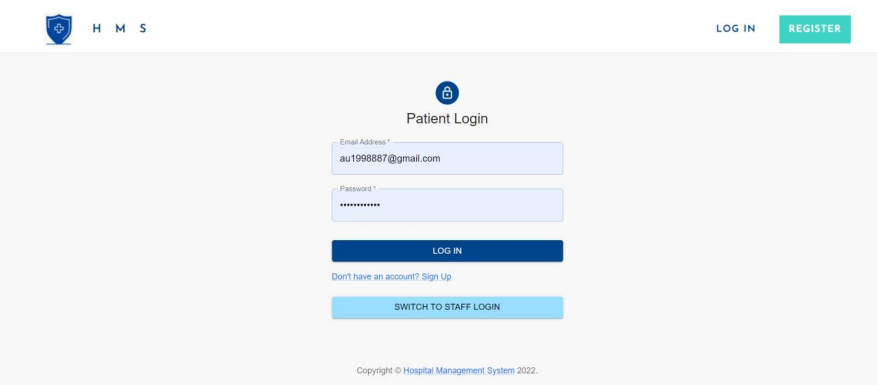 H M S
LOG IN
REGISTER
Patient Login
Email Address *
au1998887@gmail.com
Password *
••••••••••••
LOG IN
Don't have an account? Sign Up
SWITCH TO STAFF LOGIN
Copyright © Hospital Management System 2022.